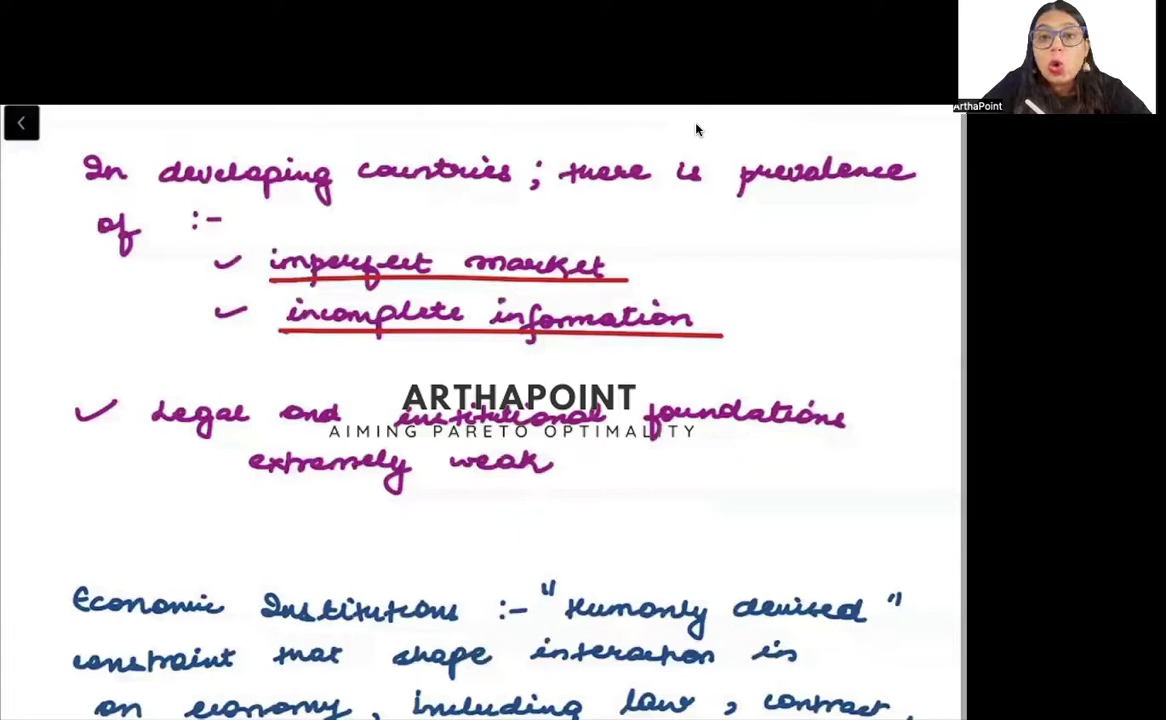 ArthaPoint
In developing countries ; there is prevalence
of :-
✓ imperfect market
✓ incomplete information
ARTHAPOINT
✓ Legal and institutional foundations
AIMING PARETO OPTIMALITY
extremely weak
Economic Institutions :- "Humanly devised"
constraint that shape interaction in
an economy, including law, contract,